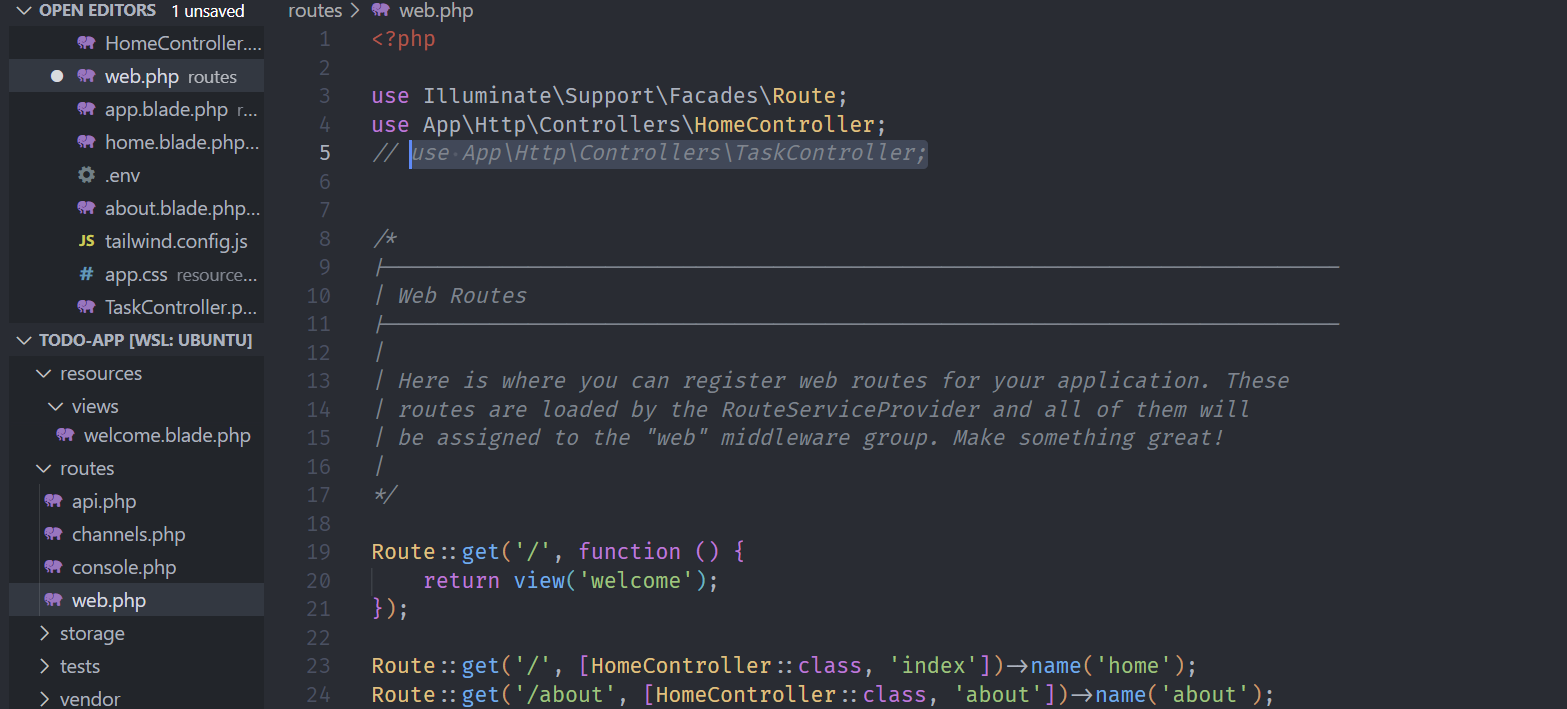 OPEN EDITORS 1 unsaved
HomeController....
web.php routes
app.blade.php r...
home.blade.php...
.env
about.blade.php...
JS tailwind.config.js
# app.css resource...
TaskController.p...
TODO-APP [WSL: UBUNTU]
resources
views
welcome.blade.php
routes
api.php
channels.php
console.php
web.php
storage
tests
vendor
routes > web.php
1 <?php
2
3 use Illuminate\Support\Facades\Route;
4 use App\Http\Controllers\HomeController;
5 // use App\Http\Controllers\TaskController;
6
7
8 /*
9 |--------------------------------------------------------------------------
10 | Web Routes
11 |--------------------------------------------------------------------------
12 |
13 | Here is where you can register web routes for your application. These
14 | routes are loaded by the RouteServiceProvider and all of them will
15 | be assigned to the "web" middleware group. Make something great!
16 |
17 */
18
19 Route::get('/', function () {
20 return view('welcome');
21 });
22
23 Route::get('/', [HomeController::class, 'index'])->name('home');
24 Route::get('/about', [HomeController::class, 'about'])->name('about');